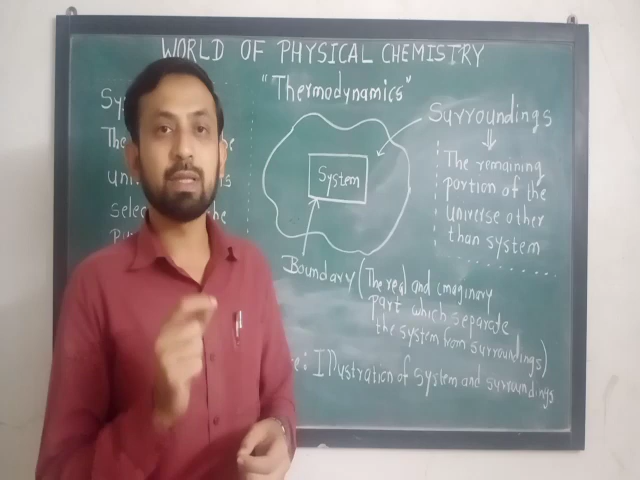 WORLD OF PHYSICAL CHEMISTRY
"Thermodynamics"
Surroundings
The remaining
portion of the
universe other
than system
System
Boundary (The real and imaginary
part which separate
the system from surroundings)
Illustration of system and surroundings